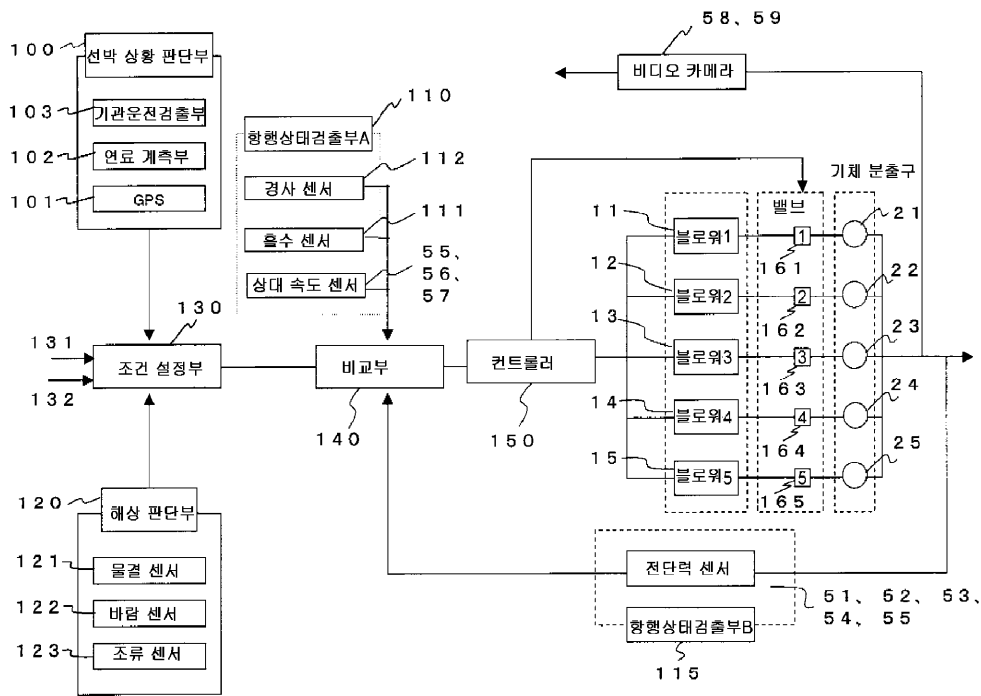 58、59
100
선박 상황 판단부
비디오 카메라
110
103
기관운전검출부
항행상태검출부A
102
연료 계측부
112
기체 분출구
101
GPS
경사 센서
밸브
11
21
111
블로워1
1
흘수 센서
161
55、
56、
57
12
22
상대 속도 센서
블로워2
2
130
162
13
23
131
조건 설정부
비교부
컨트롤러
블로워3
3
132
163
140
150
14
24
블로워4
4
164
15
25
블로워5
5
120
해상 판단부
165
121
물결 센서
전단력 센서
122
바람 센서
51、52、53、
54、55
항행상태검출부B
123
조류 센서
115